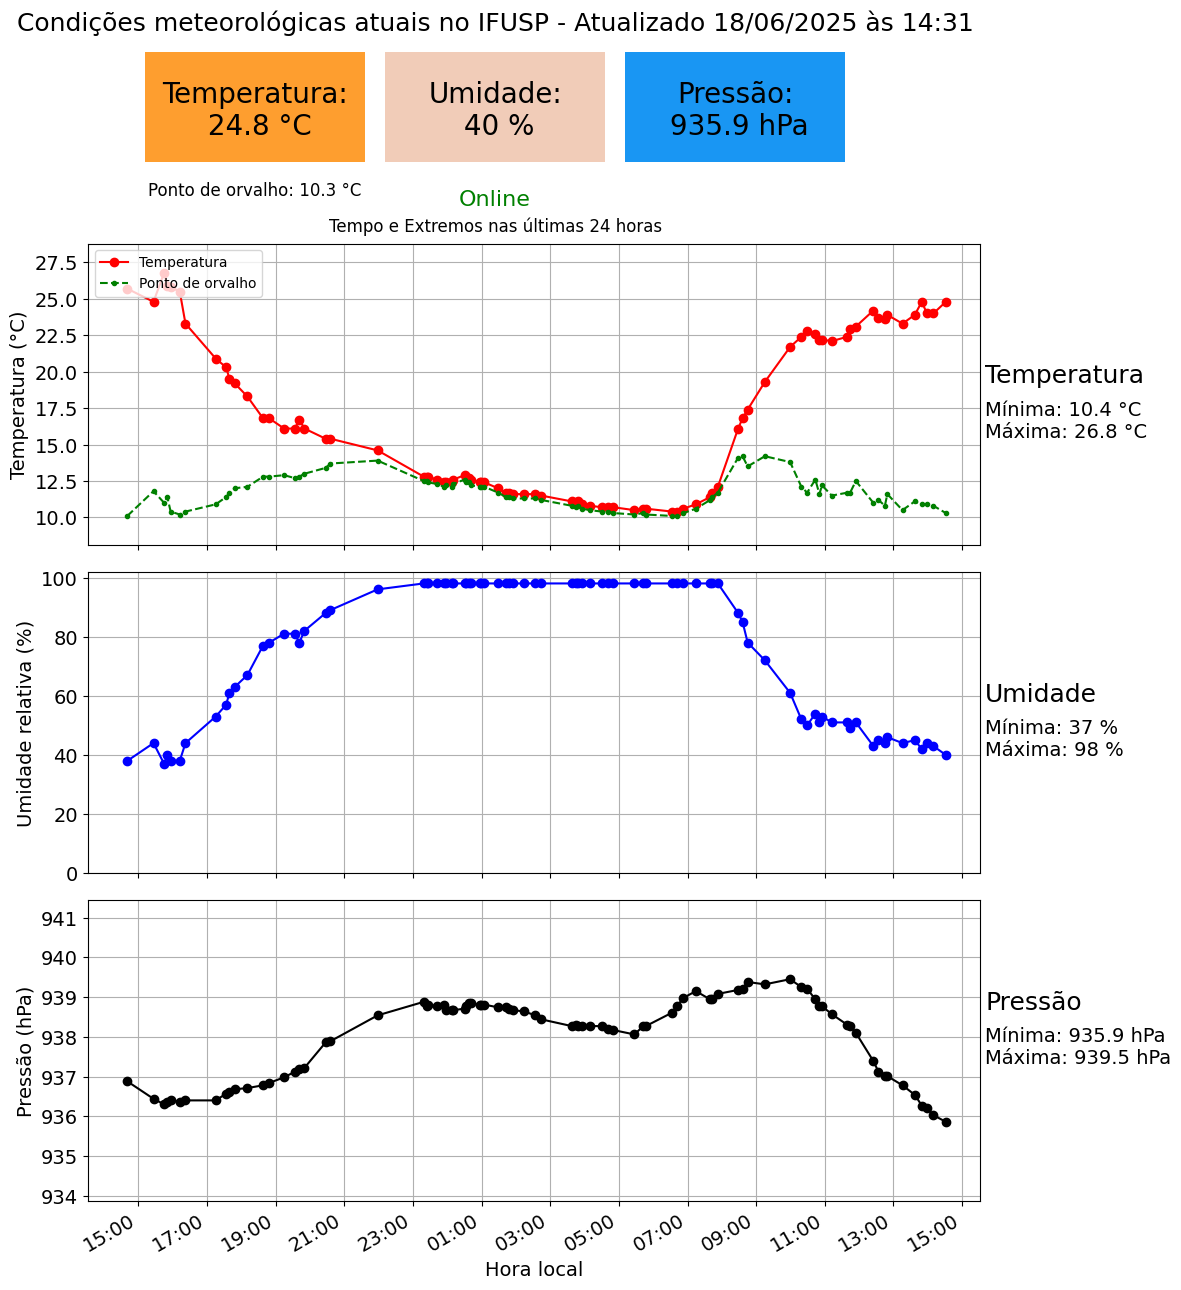 Condições meteorológicas atuais no IFUSP - Atualizado 18/06/2025 às 14:31
Temperatura:
24.8 °C
Umidade:
40 %
Pressão:
935.9 hPa
Ponto de orvalho: 10.3 °C
Online
Tempo e Extremos nas últimas 24 horas
Temperatura (°C)
27.5
25.0
22.5
20.0
17.5
15.0
12.5
10.0
Temperatura
Ponto de orvalho
Temperatura
Mínima: 10.4 °C
Máxima: 26.8 °C
Umidade relativa (%)
100
80
60
40
20
0
Umidade
Mínima: 37 %
Máxima: 98 %
Pressão (hPa)
941
940
939
938
937
936
935
934
Pressão
Mínima: 935.9 hPa
Máxima: 939.5 hPa
15:00
17:00
19:00
21:00
23:00
01:00
03:00
05:00
07:00
09:00
11:00
13:00
15:00
Hora local